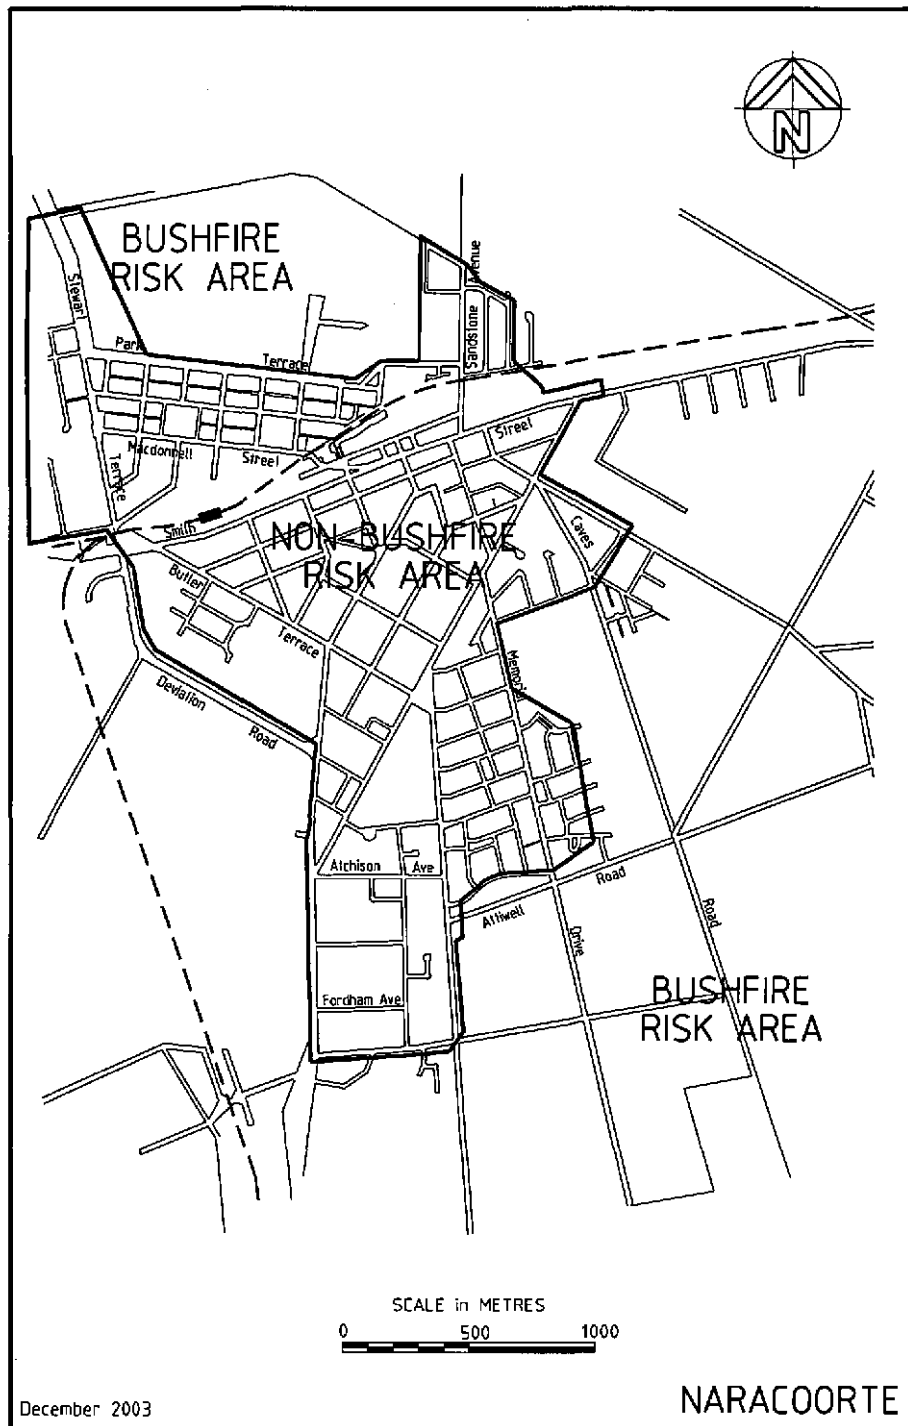 N
BUSHFIRE
RISK AREA
Avenue
Sandstone
Stewart
Terrace
Park
Terrace
Macdonnell
Street
Street
Smith
NON-BUSHFIRE
RISK AREA
Caves
Butler
Terrace
Memorial
Deviation
Road
Atchison Ave
Attiwell
Road
Road
Drive
Fordham Ave
BUSHFIRE
RISK AREA
SCALE in METRES
0 500 1000
December 2003
NARACOORTE